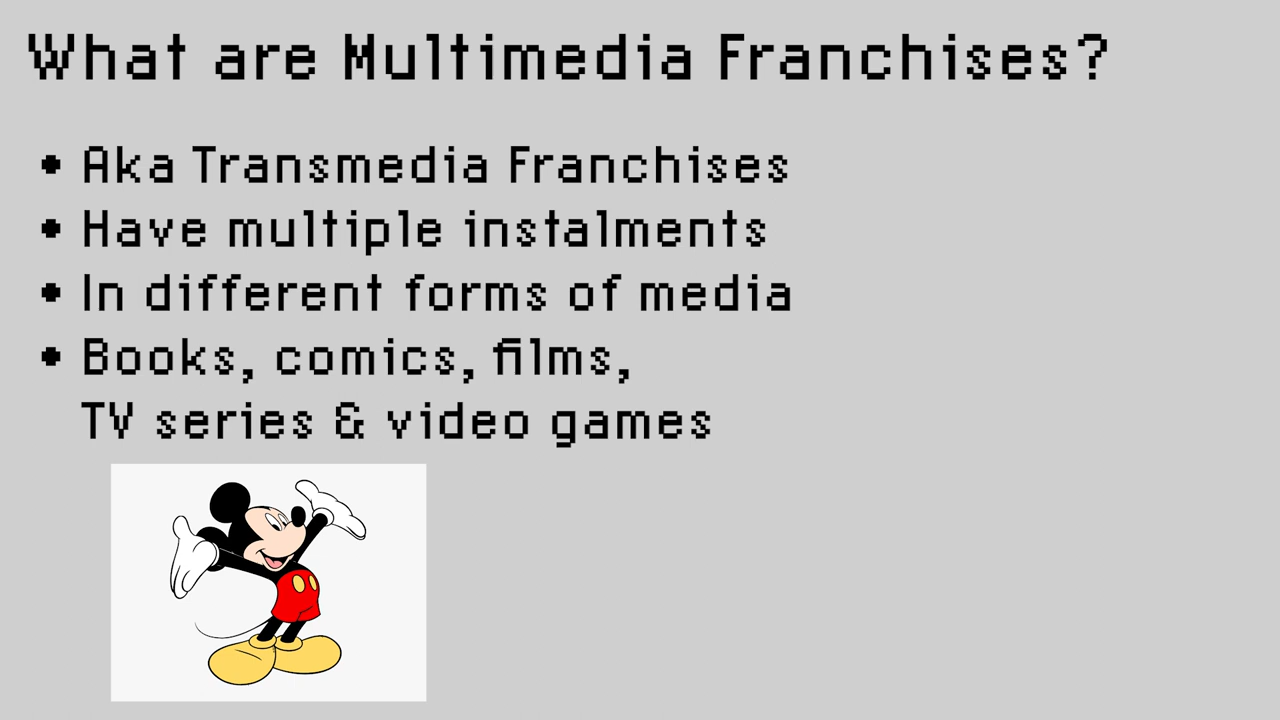 What are Multimedia Franchises?
• Aka Transmedia Franchises
• Have multiple instalments
• In different forms of media
• Books, comics, films,
TV series & video games